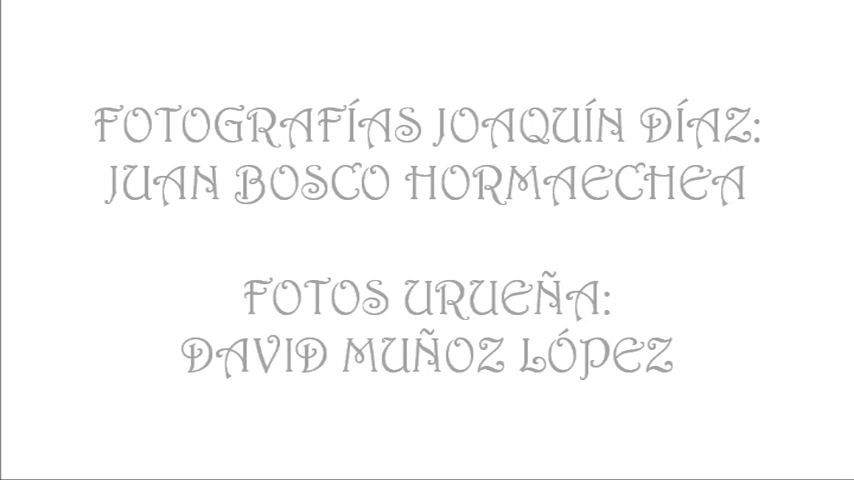 FOTOGRAFÍAS JOAQUÍN DÍAZ:
JUAN BOSCO HORMAECHEA
FOTOS URUEÑA:
DAVID MUÑOZ LÓPEZ